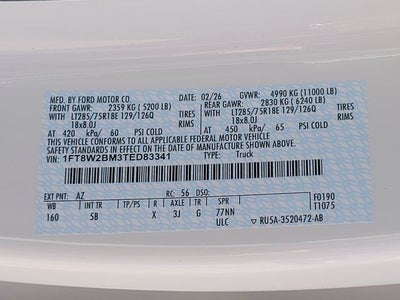 MFD. BY FORD MOTOR CO. 02/26 GVWR: 4990 KG (11000 LB)
FRONT GAWR: 2359 KG (5200 LB) REAR GAWR: 2830 KG (6240 LB)
WITH LT285/75R18E 129/126Q TIRES WITH LT285/75R18E 129/126Q TIRES
18x8.0J RIMS 18x8.0J RIMS
AT 420 kPa/ 60 PSI COLD AT 450 kPa/ 65 PSI COLD
THIS VEHICLE CONFORMS TO ALL APPLICABLE FEDERAL MOTOR VEHICLE
SAFETY STANDARDS IN EFFECT ON THE DATE OF MANUFACTURE SHOWN ABOVE.
VIN: 1FT8W2BM3TED83341 TYPE: Truck
EXT PNT: AZ RC: 56 DSO: F0190
WB INT TR TP/PS R AXLE TR SPR T1075
160 5B X 3J G 77NN
ULC RU5A-3520472-AB